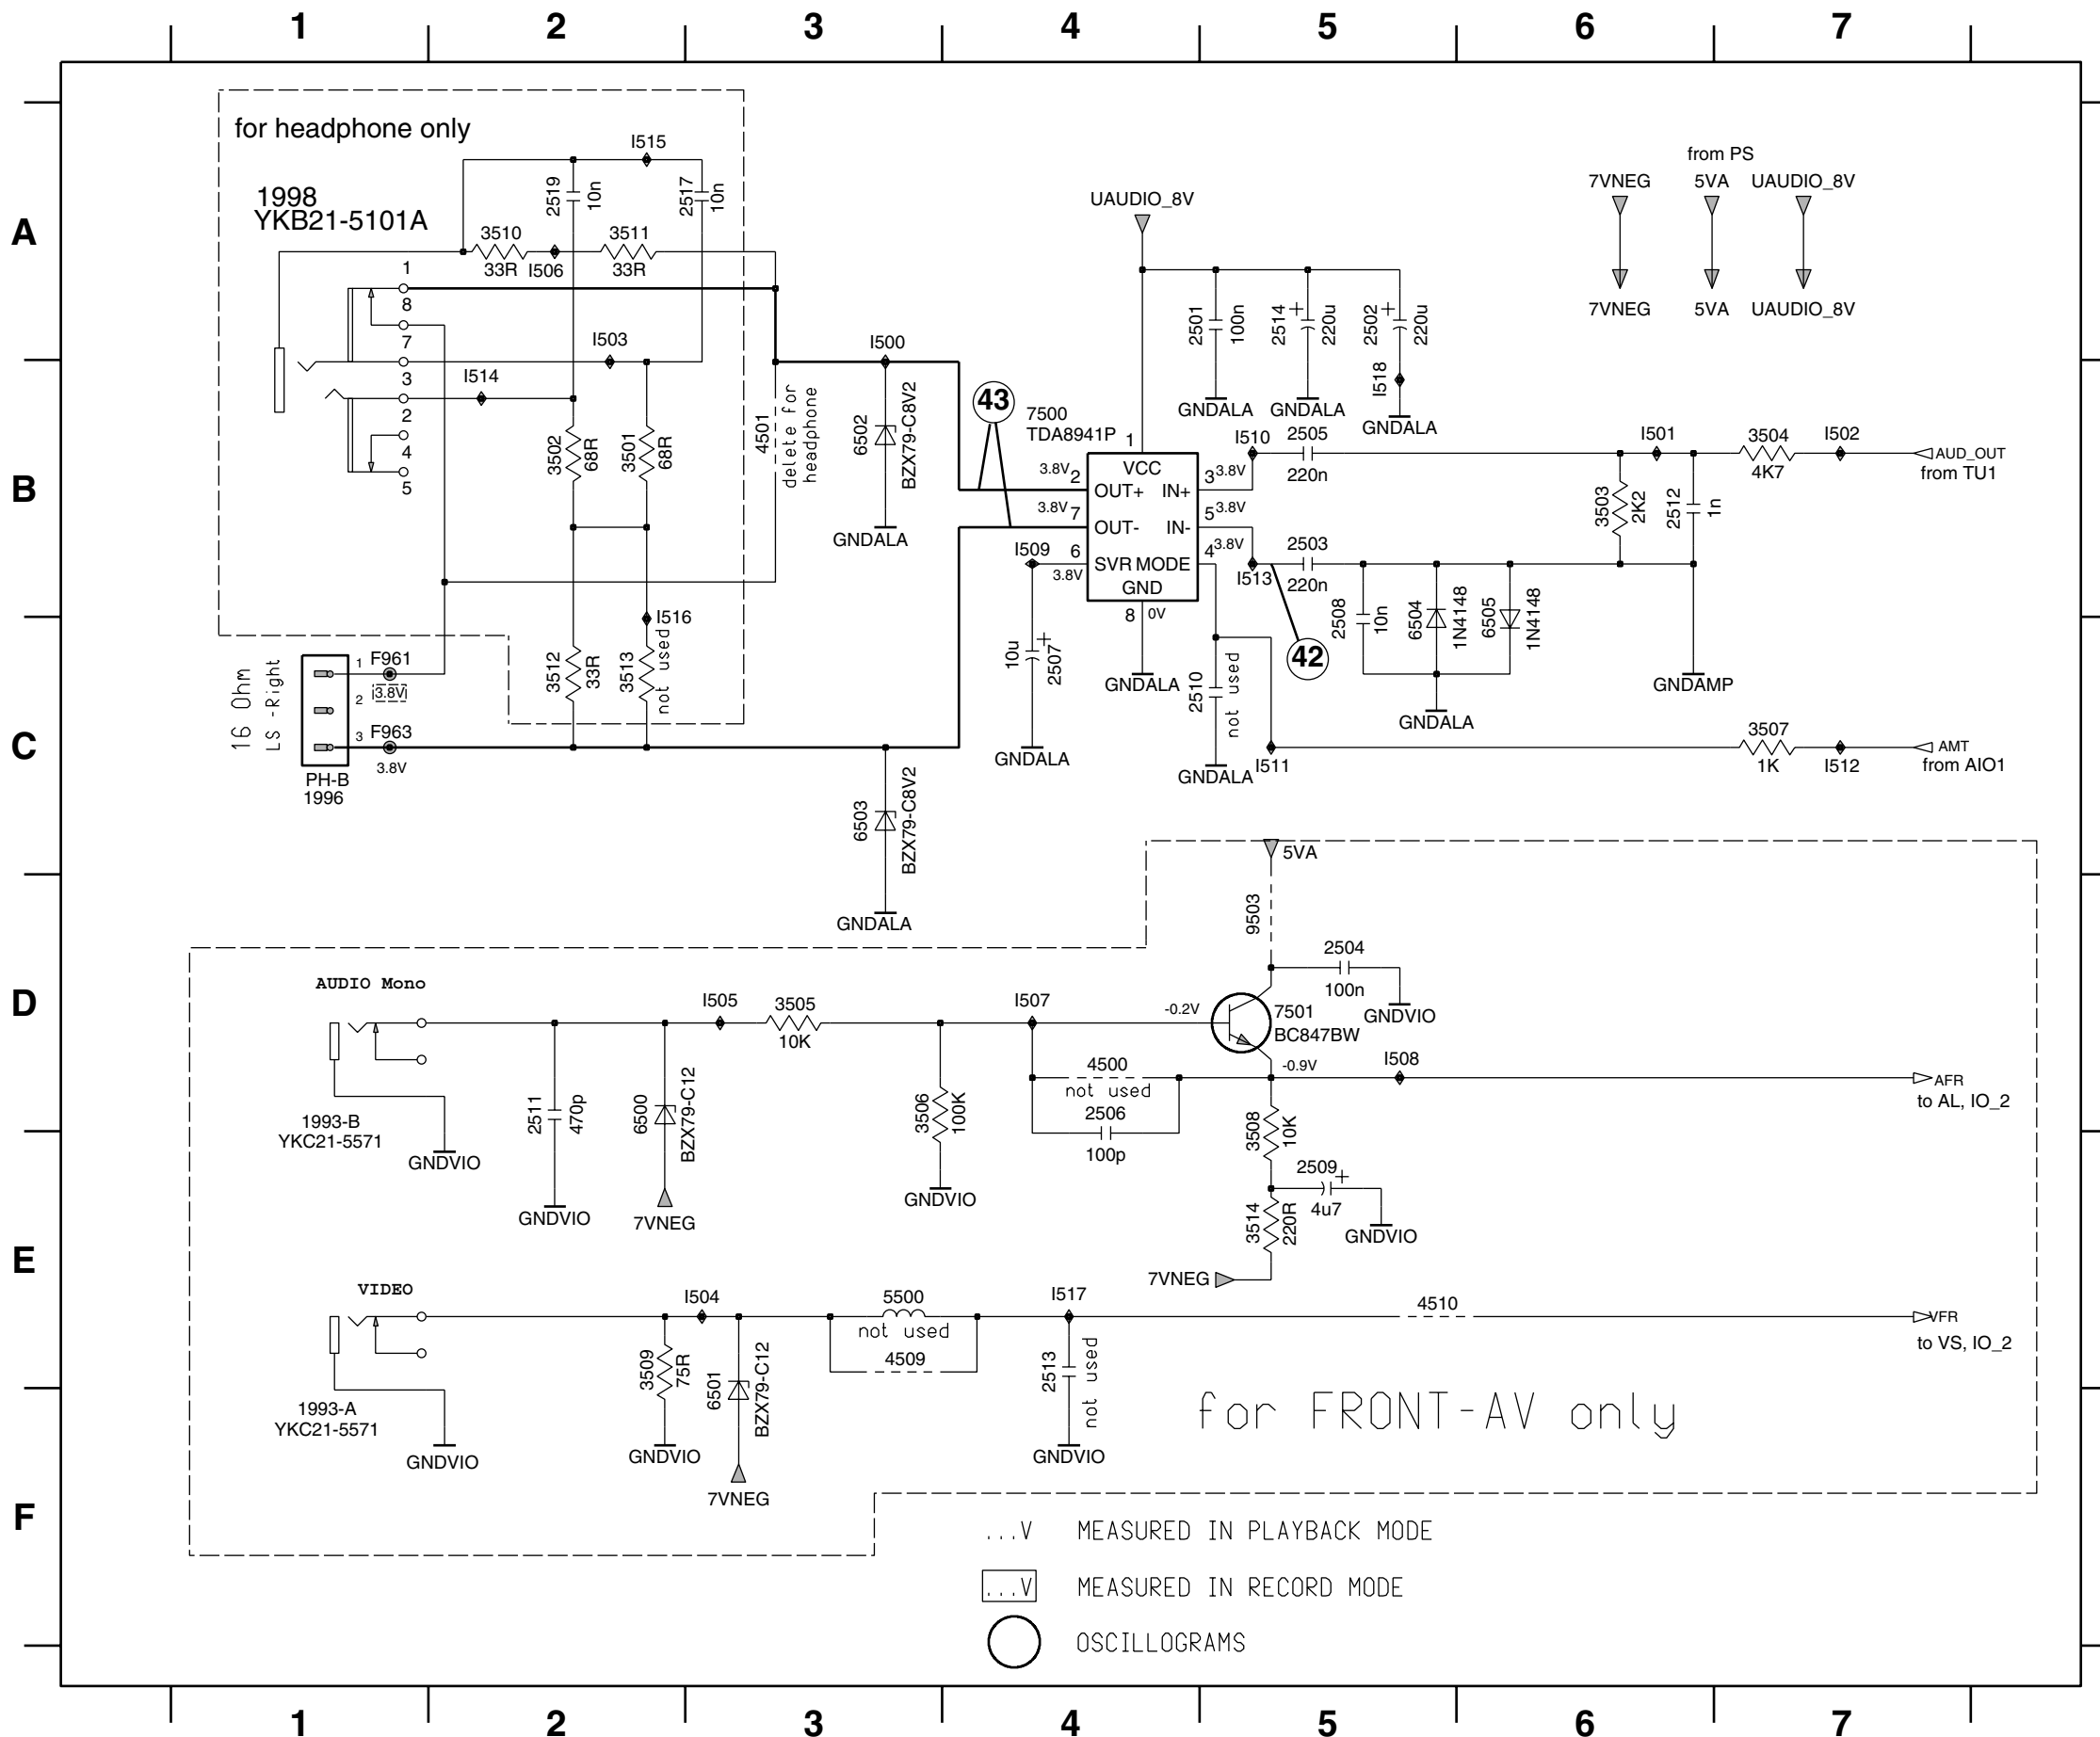 1 2 3 4 5 6 7
A
B
C
D
E
F
for headphone only
1998
YKB21-5101A
I515
2519
10n
2517
10n
3510
33R
I506
3511
33R
1
8
7
3
2
4
5
I503
I514
3502
68R
3501
68R
4501
delete for
headphone
I516
3512
33R
3513
not used
16 Ohm
LS -Right
1
2
3
F961
3.8V
F963
3.8V
PH-B
1996
I500
6502
BZX79-C8V2
GNDALA
6503
BZX79-C8V2
GNDALA
43
UAUDIO_8V
7500
TDA8941P
1
VCC
3.8V
2
OUT+
IN+
3
3.8V
3.8V
7
OUT-
IN-
5
3.8V
I509
6
3.8V
SVR
MODE
4
3.8V
GND
8
0V
10u
2507
GNDALA
GNDALA
2501
100n
2514
220u
2502
220u
I518
GNDALA
GNDALA
GNDALA
I510
2505
220n
I513
2503
220n
42
2508
10n
6504
1N4148
6505
1N4148
GNDALA
2510
not used
GNDALA
I511
from PS
7VNEG
5VA
UAUDIO_8V
7VNEG
5VA
UAUDIO_8V
I501
3504
4K7
I502
AUD_OUT
from TU1
3503
2K2
2512
1n
GNDAMP
3507
1K
I512
AMT
from AIO1
5VA
9503
2504
100n
GNDVIO
AUDIO Mono
1993-B
YKC21-5571
GNDVIO
2511
470p
GNDVIO
6500
BZX79-C12
7VNEG
I505
3505
10K
3506
100K
GNDVIO
I507
-0.2V
7501
BC847BW
-0.9V
I508
AFR
to AL, IO_2
4500
not used
2506
100p
3508
10K
2509
4u7
GNDVIO
3514
220R
7VNEG
VIDEO
1993-A
YKC21-5571
GNDVIO
3509
75R
GNDVIO
I504
6501
BZX79-C12
7VNEG
5500
not used
4509
I517
2513
not used
GNDVIO
4510
VFR
to VS, IO_2
for FRONT-AV only
...V MEASURED IN PLAYBACK MODE
...V MEASURED IN RECORD MODE
OSCILLOGRAMS
1 2 3 4 5 6 7